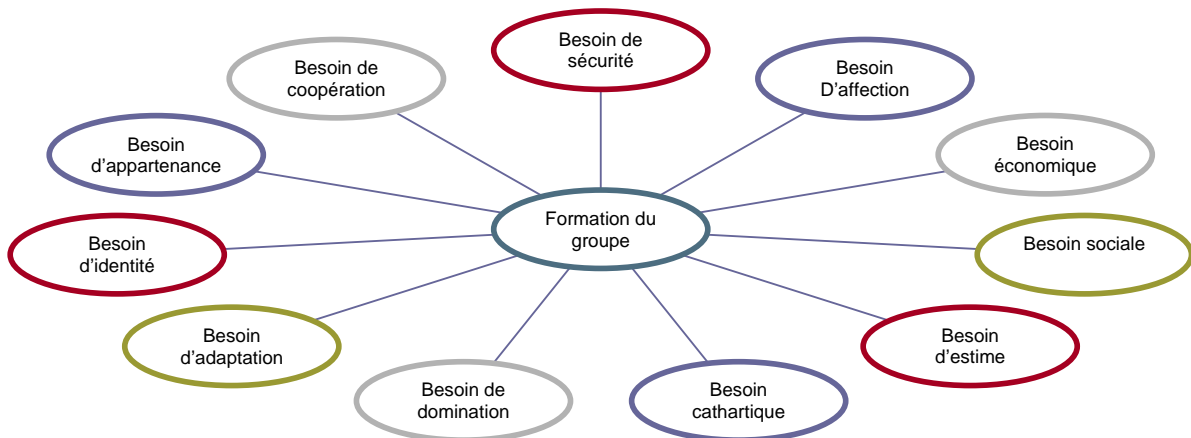 Besoin de
sécurité
Besoin
D'affection
Besoin de
coopération
Besoin
économique
Besoin
d'appartenance
Formation du
groupe
Besoin
d'identité
Besoin sociale
Besoin
d'adaptation
Besoin
d'estime
Besoin de
domination
Besoin
cathartique